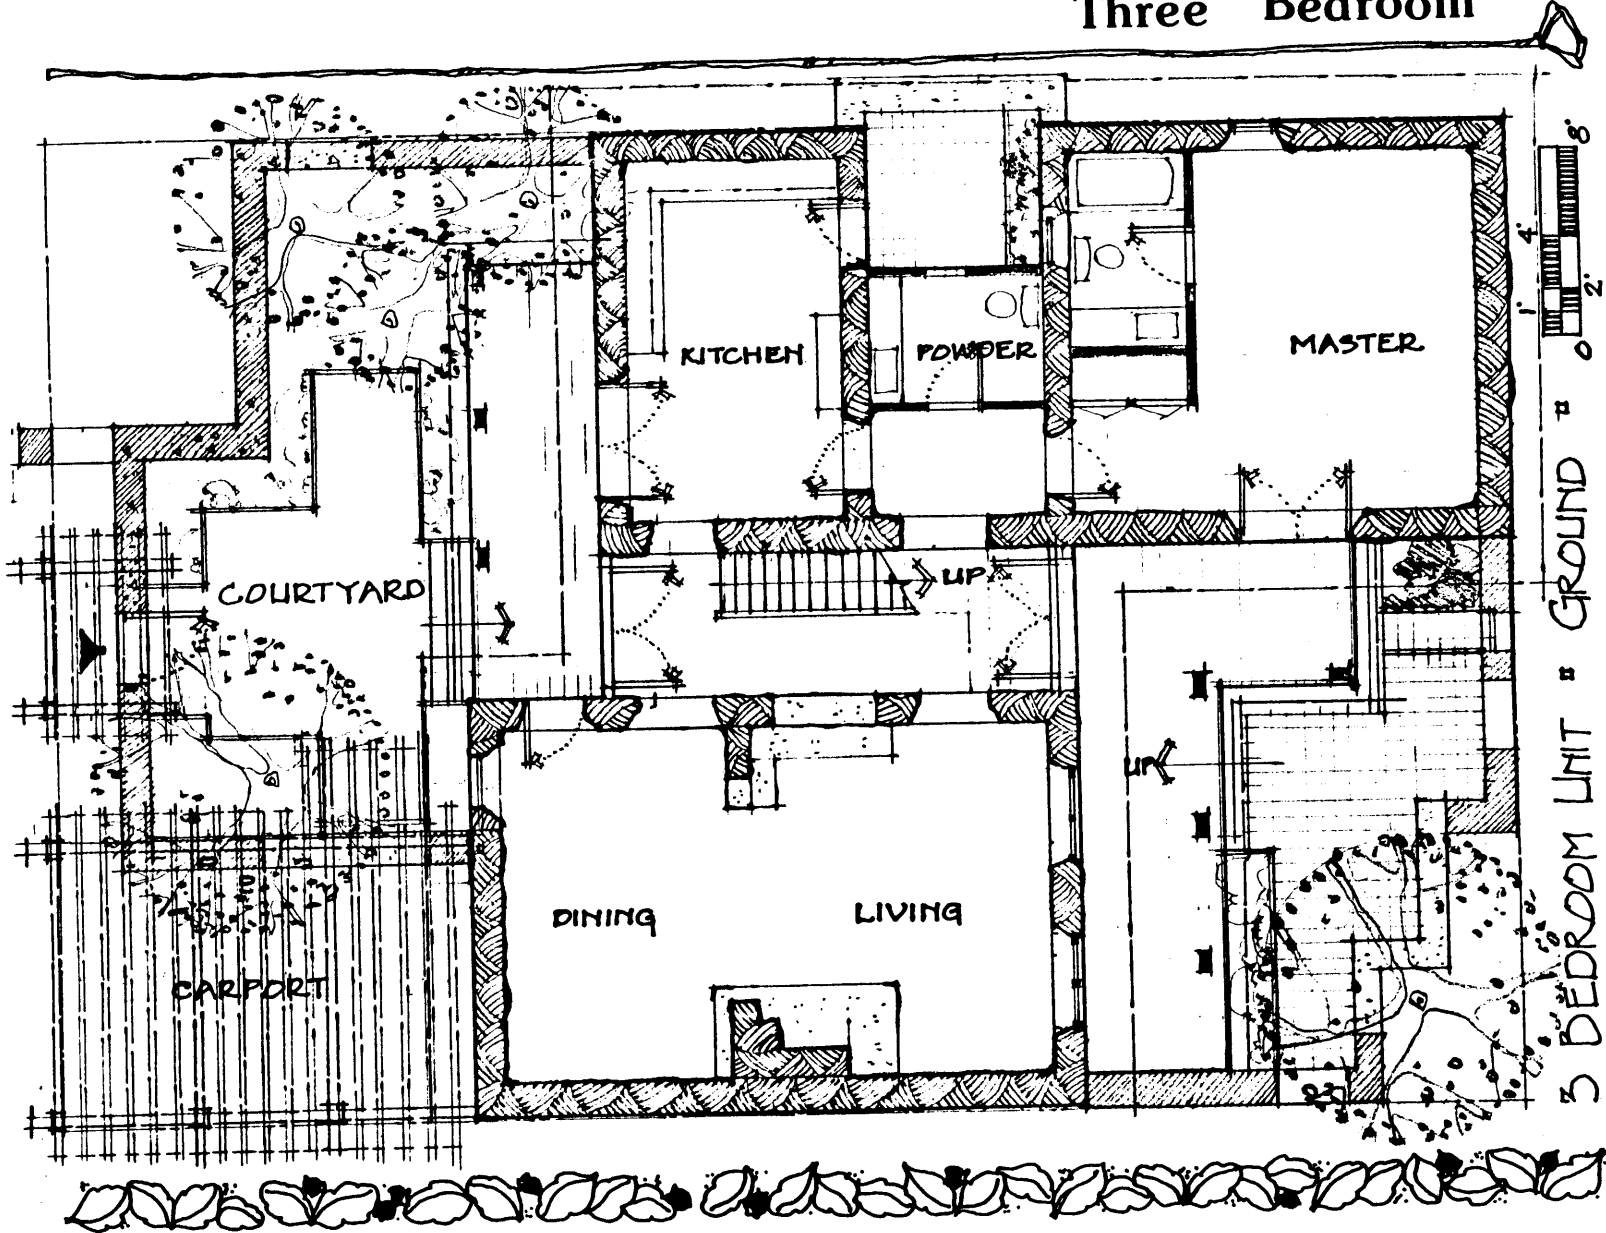 Three Bedroom
KITCHEN
POWDER
MASTER
COURTYARD
UP
UP
DINING
LIVING
CARPORT
8'
4'
2'
1'
0
3 BEDROOM UNIT " GROUND "